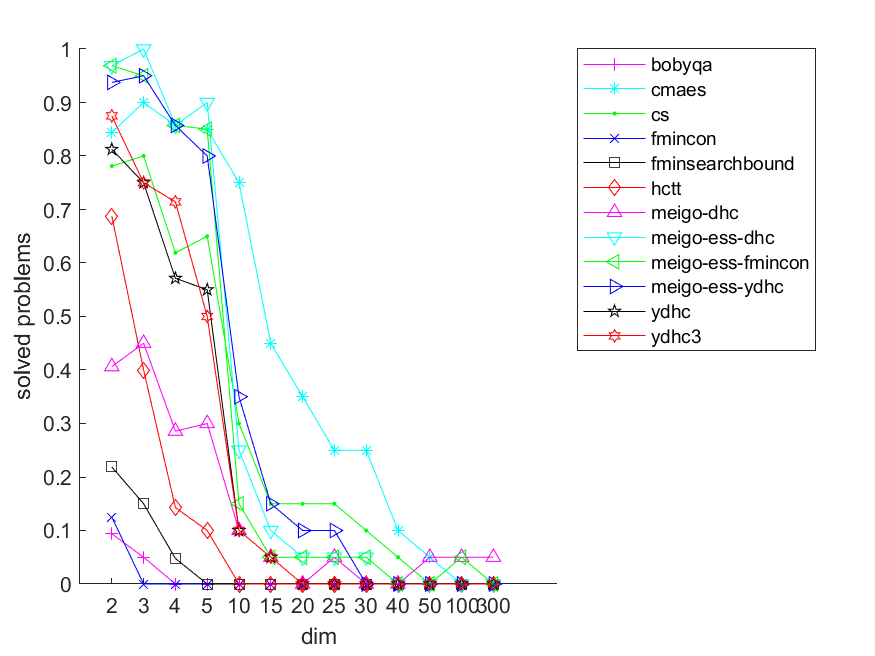 1
0.9
0.8
0.7
0.6
0.5
0.4
0.3
0.2
0.1
0
solved problems
2 3 4 5 10 15 20 25 30 40 50 100 300
dim
bobyqa
cmaes
cs
fmincon
fminsearchbound
hctt
meigo-dhc
meigo-ess-dhc
meigo-ess-fmincon
meigo-ess-ydhc
ydhc
ydhc3